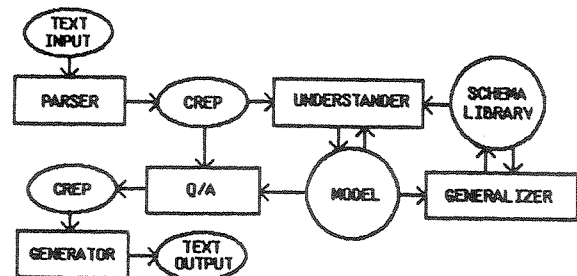 TEXT
INPUT
PARSER
CREP
UNDERSTANDER
SCHEMA
LIBRARY
CREP
Q/A
MODEL
GENERALIZER
GENERATOR
TEXT
OUTPUT